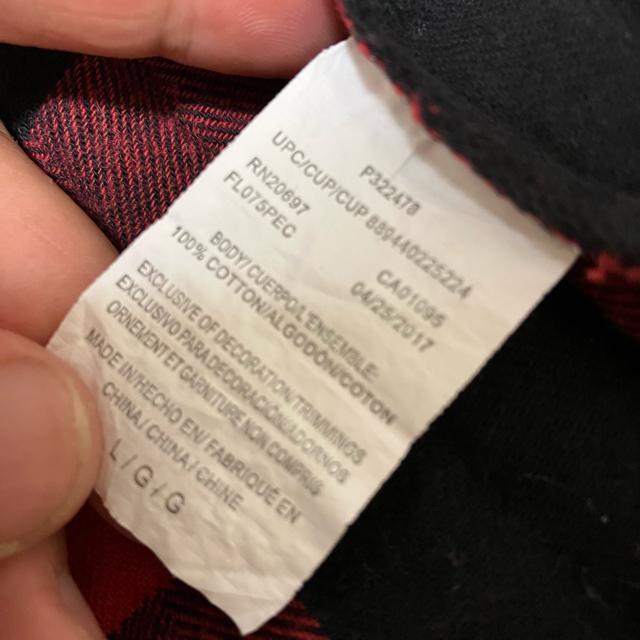 P322478
UPC/CUP/CUP 889440225224
RN20697 CA01095
FL075PEC 04/25/2017
BODY/CUERPO/L'ENSEMBLE:
100% COTTON/ALGODON/COTON
EXCLUSIVE OF DECORATION/TRIMMINGS
EXCLUSIVO PARA DECORACIÓN/ADORNOS
ORNEMENT ET GARNITURE NON COMPRIS
MADE IN/HECHO EN/FABRIQUÉ EN
CHINA / CHINA / CHINE
L / G / G